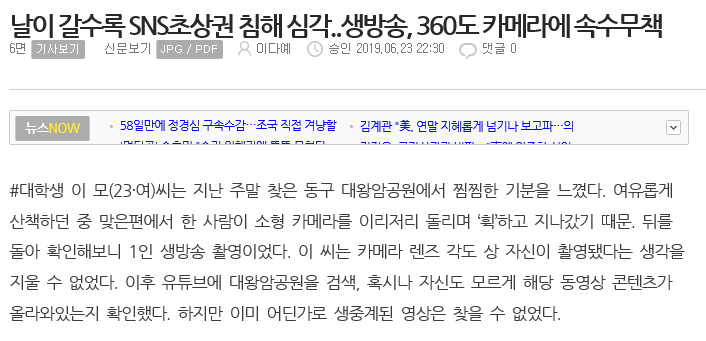 날이 갈수록 SNS초상권 침해 심각..생방송, 360도 카메라에 속수무책
6면 기사보기 신문보기 JPG / PDF 이다예 승인 2019.06.23 22:30 댓글 0
뉴스NOW 58일만에 정경심 구속수감…조국 직접 겨냥할 김계관 "美, 연말 지혜롭게 넘기나 보고파…의
#대학생 이 모(23·여)씨는 지난 주말 찾은 동구 대왕암공원에서 찜찜한 기분을 느꼈다. 여유롭게
산책하던 중 맞은편에서 한 사람이 소형 카메라를 이리저리 돌리며 ‘휙’하고 지나갔기 때문. 뒤를
돌아 확인해보니 1인 생방송 촬영이었다. 이 씨는 카메라 렌즈 각도 상 자신이 촬영됐다는 생각을
지울 수 없었다. 이후 유튜브에 대왕암공원을 검색, 혹시나 자신도 모르게 해당 동영상 콘텐츠가
올라와있는지 확인했다. 하지만 이미 어딘가로 생중계된 영상은 찾을 수 없었다.